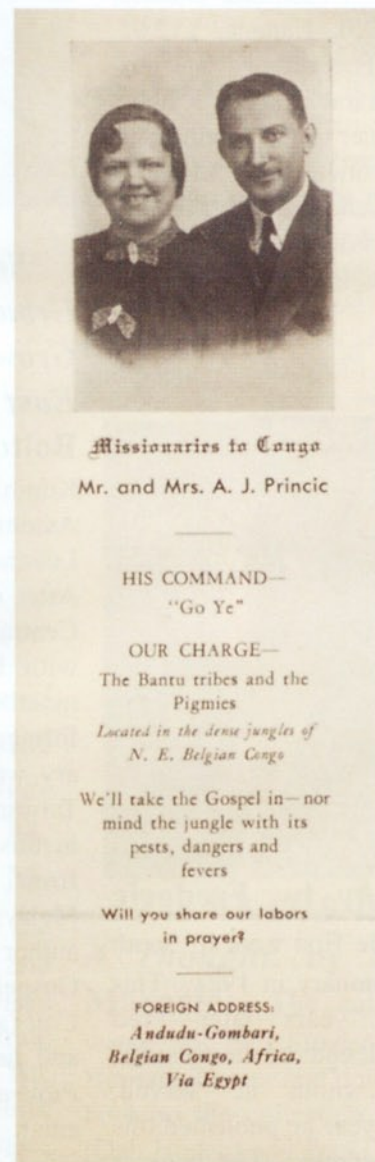 Missionaries to Congo
Mr. and Mrs. A. J. Princic
HIS COMMAND—
"Go Ye"
OUR CHARGE—
The Bantu tribes and the
Pigmies
Located in the dense jungles of
N. E. Belgian Congo
We'll take the Gospel in—nor
mind the jungle with its
pests, dangers and
fevers
Will you share our labors
in prayer?
FOREIGN ADDRESS:
Andudu-Gombari,
Belgian Congo, Africa,
Via Egypt